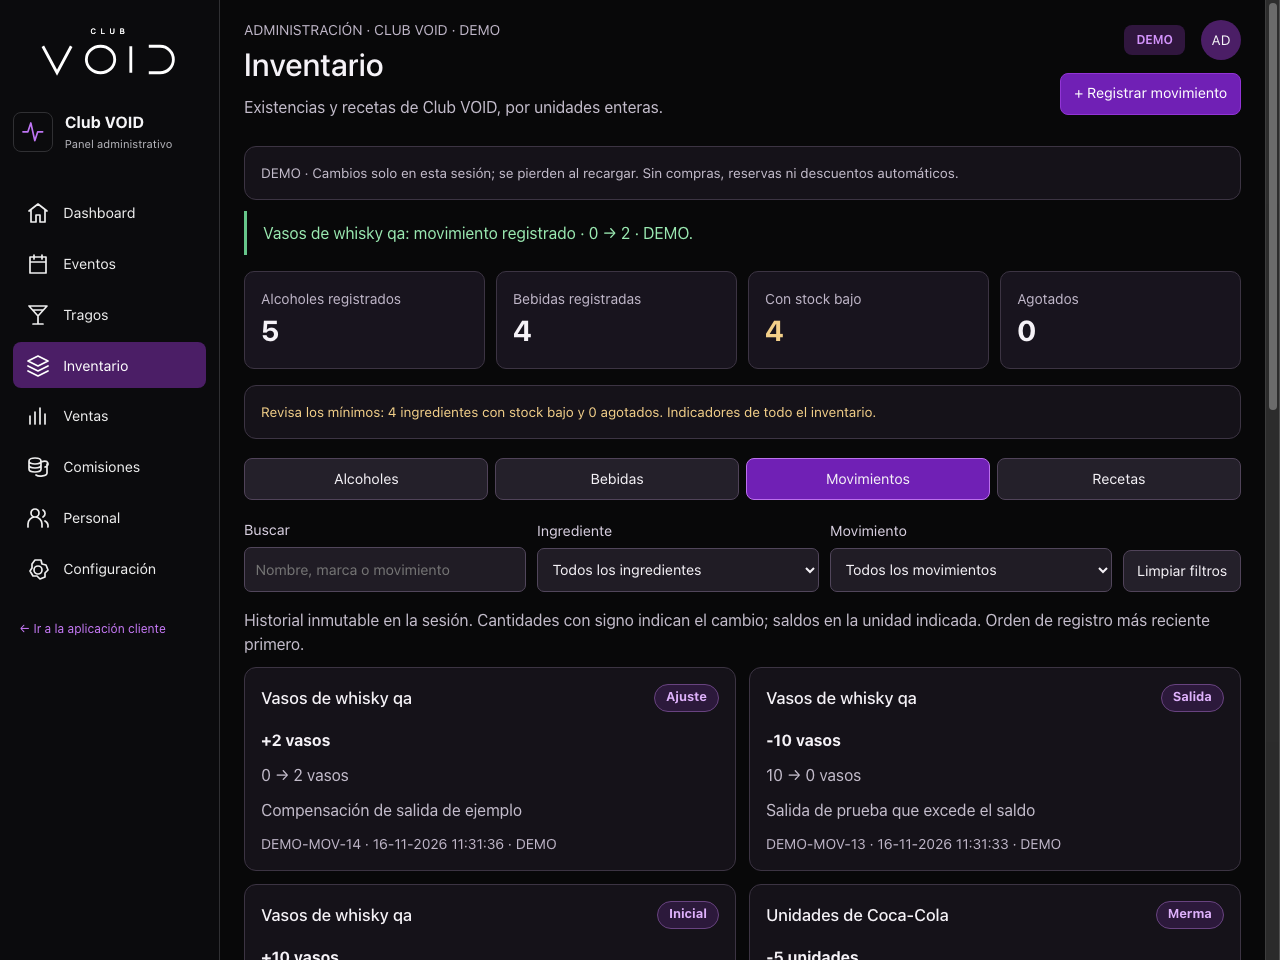 CLUB
VOID
Club VOID
Panel administrativo
Dashboard
Eventos
Tragos
Inventario
Ventas
Comisiones
Personal
Configuración
← Ir a la aplicación cliente
ADMINISTRACIÓN · CLUB VOID · DEMO
Inventario
Existencias y recetas de Club VOID, por unidades enteras.
DEMO
AD
+ Registrar movimiento
DEMO · Cambios solo en esta sesión; se pierden al recargar. Sin compras, reservas ni descuentos automáticos.
Vasos de whisky qa: movimiento registrado · 0 → 2 · DEMO.
Alcoholes registrados
5
Bebidas registradas
4
Con stock bajo
4
Agotados
0
Revisa los mínimos: 4 ingredientes con stock bajo y 0 agotados. Indicadores de todo el inventario.
Alcoholes
Bebidas
Movimientos
Recetas
Buscar
Nombre, marca o movimiento
Ingrediente
Todos los ingredientes
Movimiento
Todos los movimientos
Limpiar filtros
Historial inmutable en la sesión. Cantidades con signo indican el cambio; saldos en la unidad indicada. Orden de registro más reciente
primero.
Vasos de whisky qa
Ajuste
+2 vasos
0 → 2 vasos
Compensación de salida de ejemplo
DEMO-MOV-14 · 16-11-2026 11:31:36 · DEMO
Vasos de whisky qa
Salida
-10 vasos
10 → 0 vasos
Salida de prueba que excede el saldo
DEMO-MOV-13 · 16-11-2026 11:31:33 · DEMO
Vasos de whisky qa
Inicial
+10 vasos
Unidades de Coca-Cola
Merma
-5 unidades